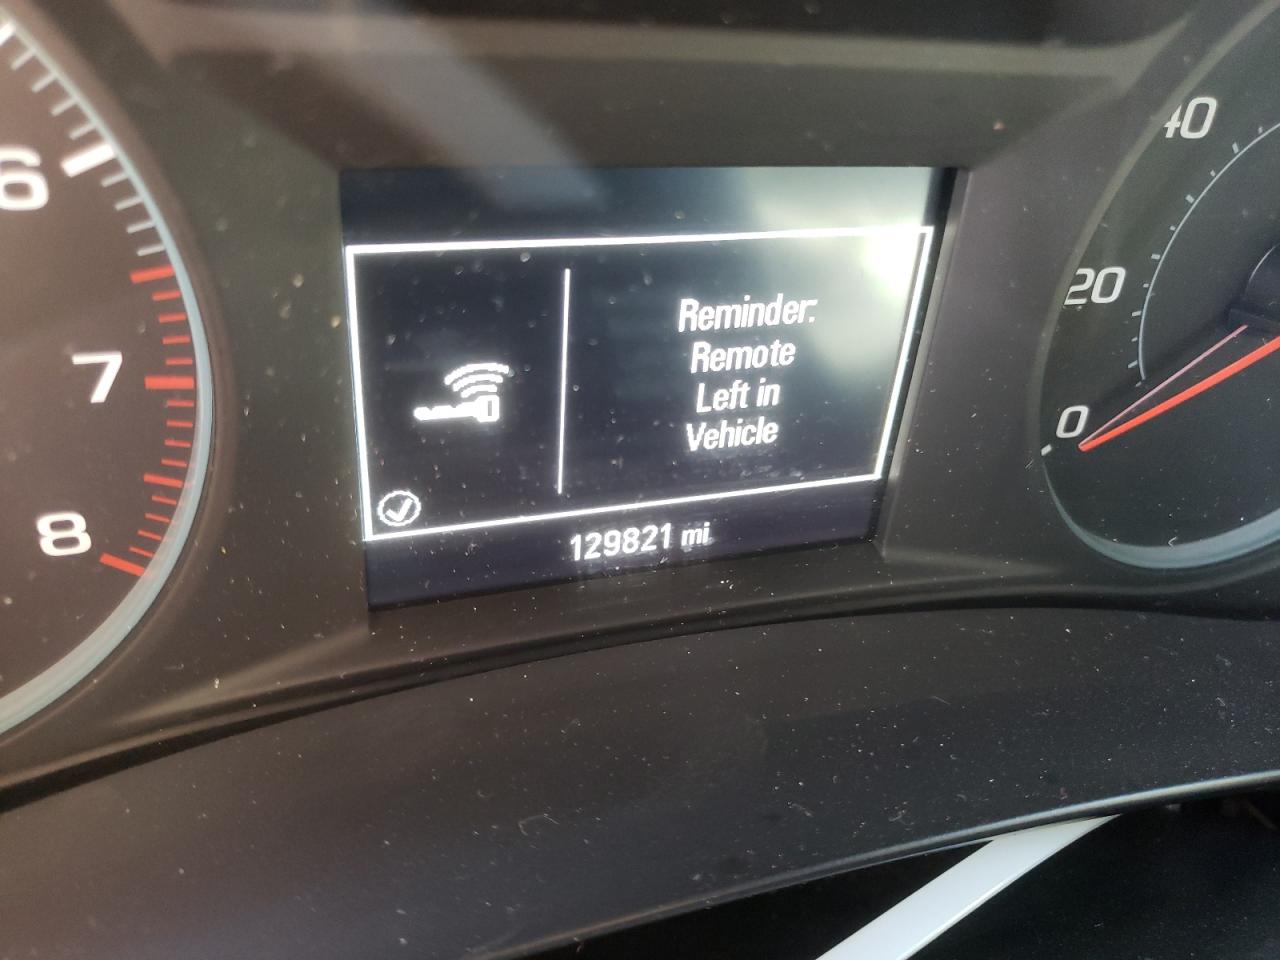 6
7
8
Reminder:
Remote
Left in
Vehicle
129821 mi
40
20
0